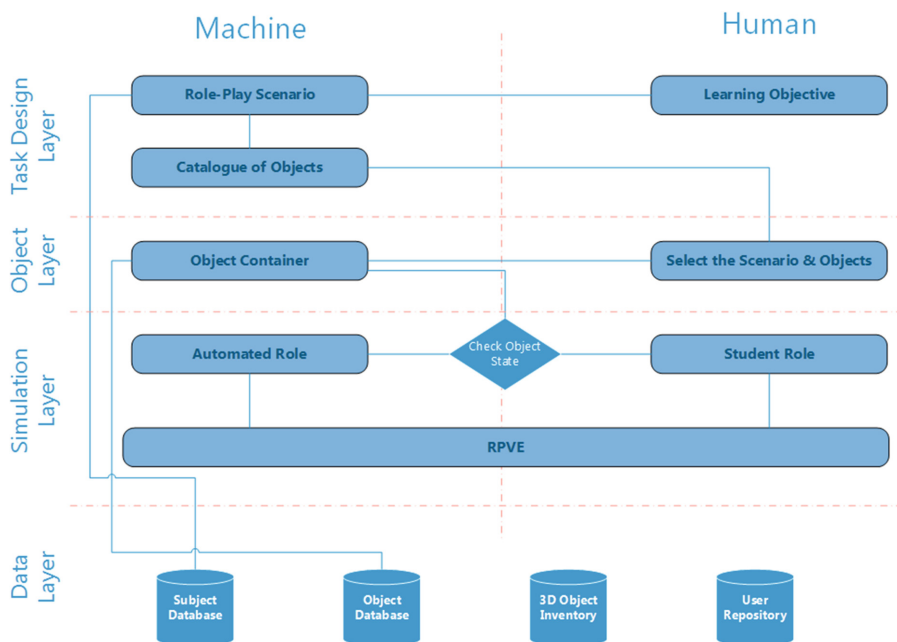 Machine
Human
Task Design
Layer
Role-Play Scenario
Learning Objective
Catalogue of Objects
Object
Layer
Object Container
Select the Scenario & Objects
Simulation
Layer
Automated Role
Check Object
State
Student Role
RPVE
Data
Layer
Subject
Database
Object
Database
3D Object
Inventory
User
Repository